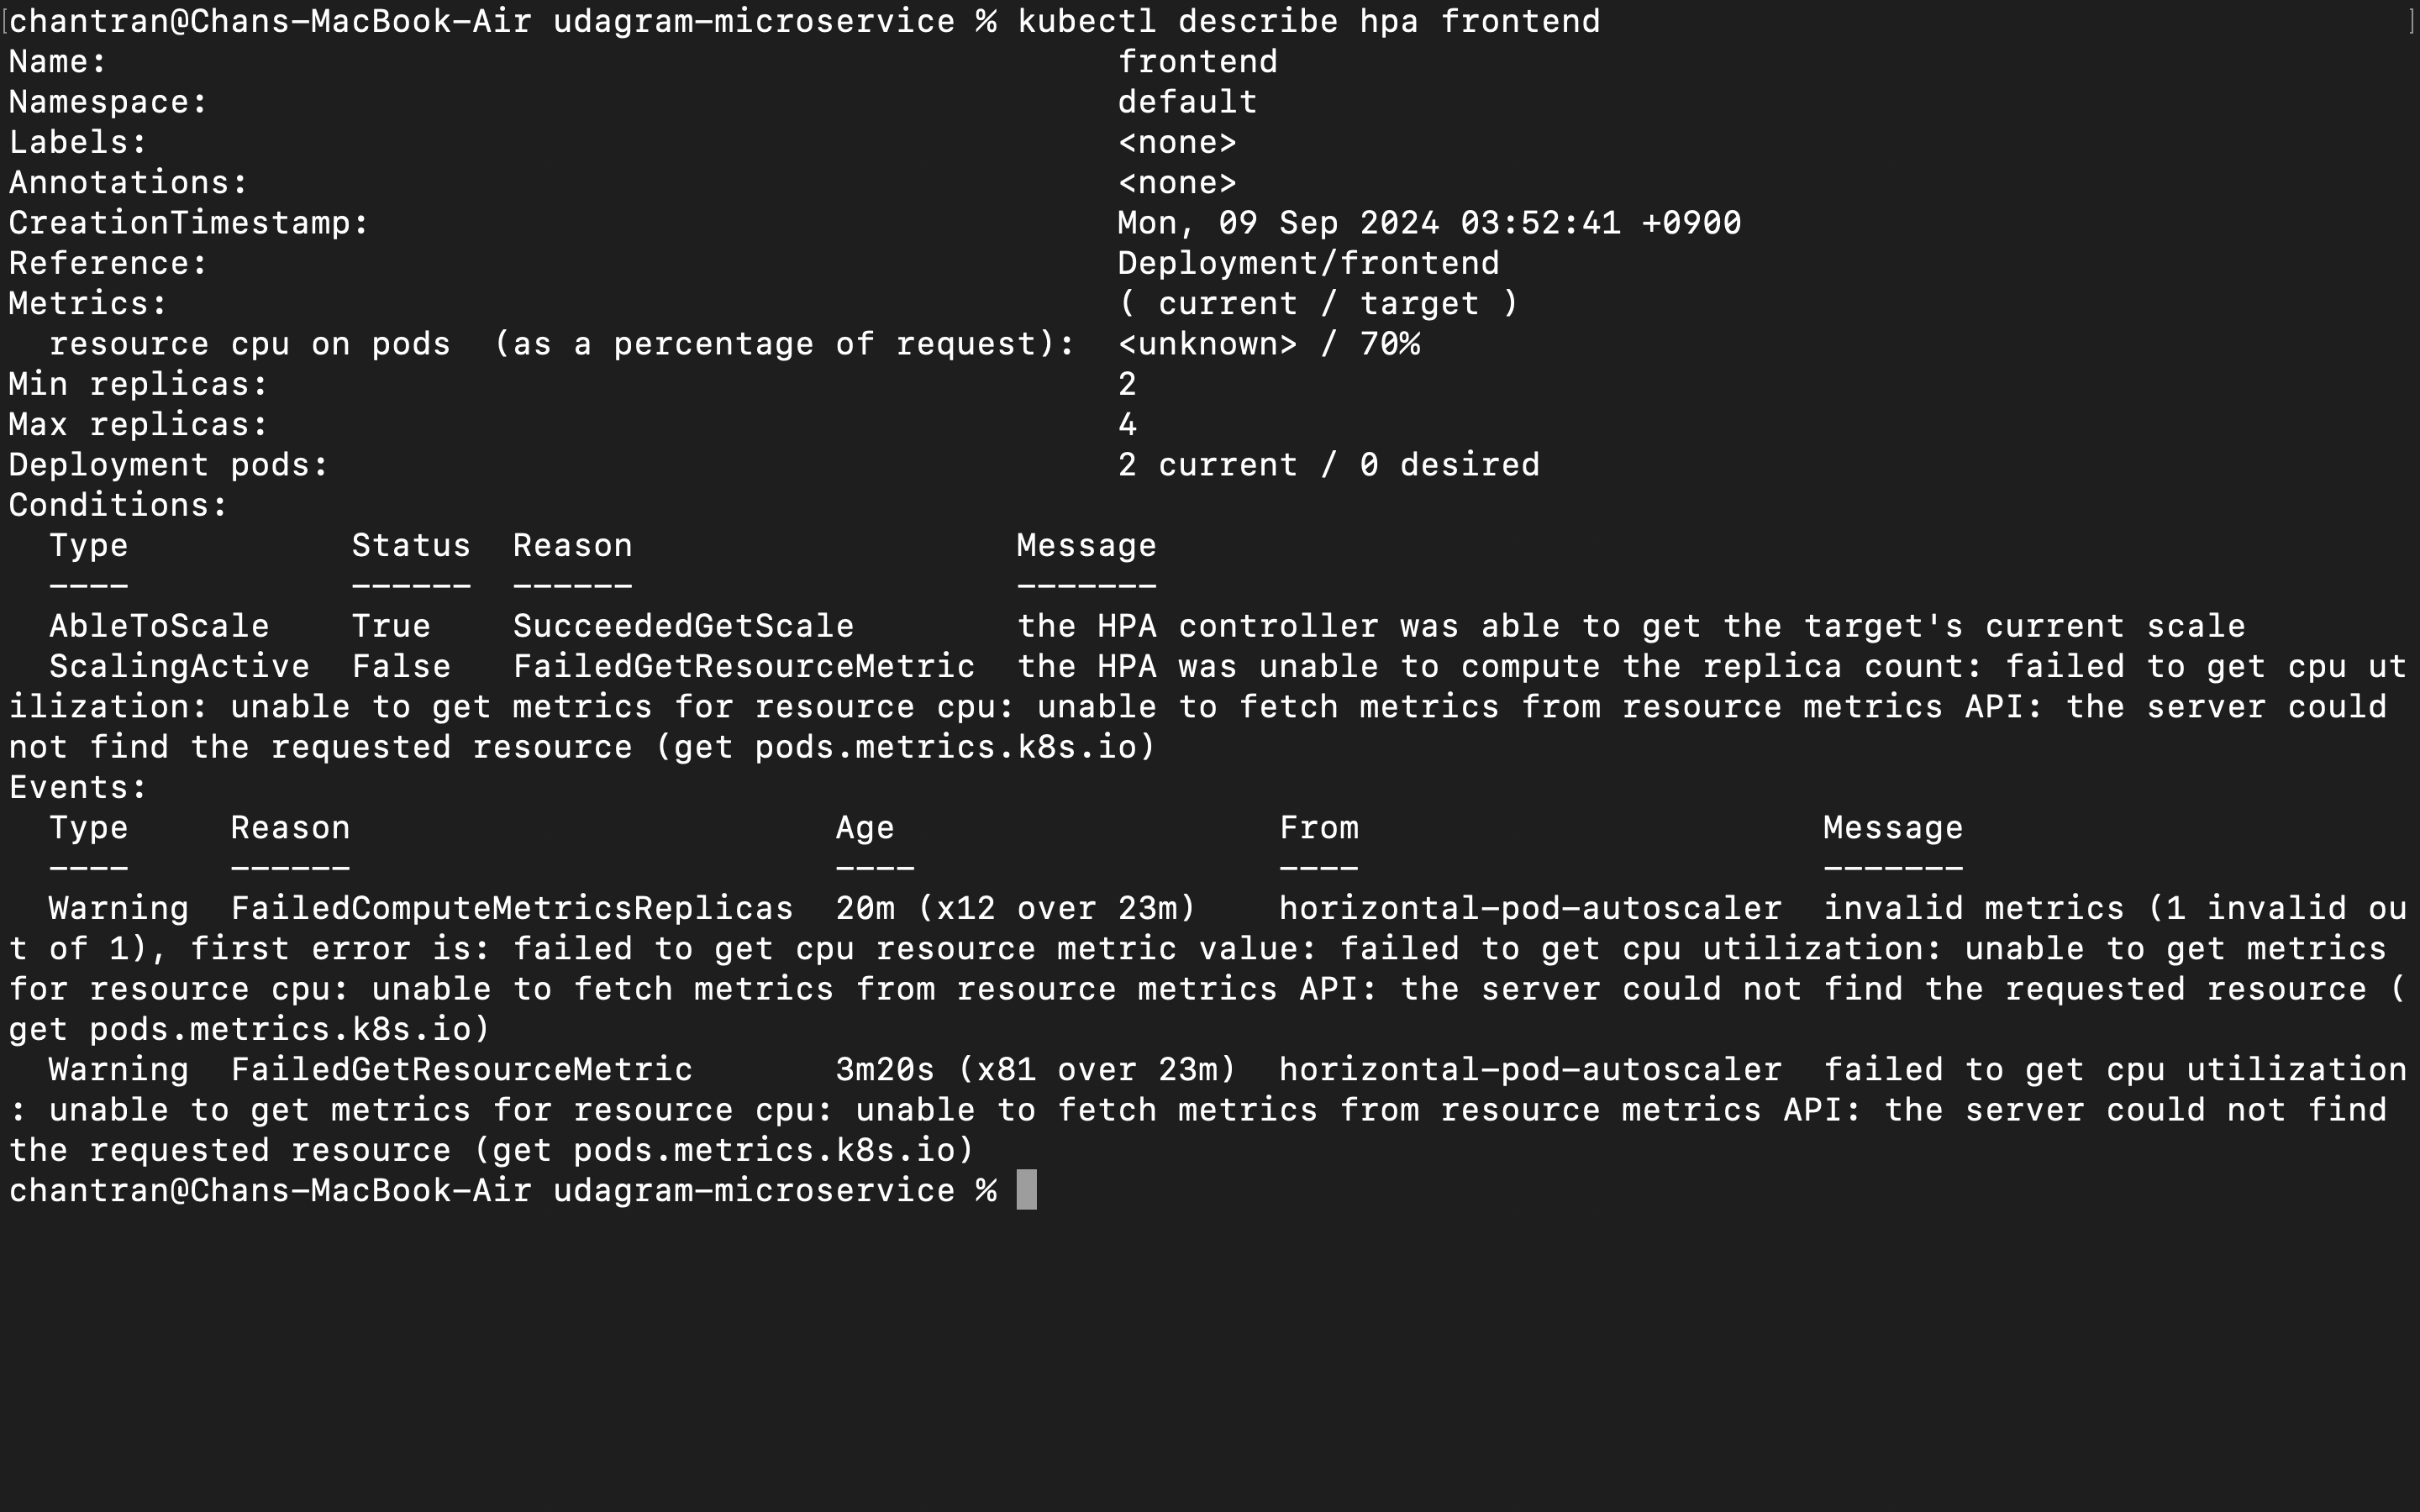 chantran@Chans-MacBook-Air udagram-microservice % kubectl describe hpa frontend
Name: frontend
Namespace: default
Labels: <none>
Annotations: <none>
CreationTimestamp: Mon, 09 Sep 2024 03:52:41 +0900
Reference: Deployment/frontend
Metrics: ( current / target )
  resource cpu on pods  (as a percentage of request): <unknown> / 70%
Min replicas: 2
Max replicas: 4
Deployment pods: 2 current / 0 desired
Conditions:
  Type Status Reason Message
  ---- ------ ------ -------
  AbleToScale True SucceededGetScale the HPA controller was able to get the target's current scale
  ScalingActive False FailedGetResourceMetric the HPA was unable to compute the replica count: failed to get cpu ut
ilization: unable to get metrics for resource cpu: unable to fetch metrics from resource metrics API: the server could
not find the requested resource (get pods.metrics.k8s.io)
Events:
  Type Reason Age From Message
  ---- ------ ---- ---- -------
  Warning FailedComputeMetricsReplicas 20m (x12 over 23m) horizontal-pod-autoscaler invalid metrics (1 invalid ou
t of 1), first error is: failed to get cpu resource metric value: failed to get cpu utilization: unable to get metrics
for resource cpu: unable to fetch metrics from resource metrics API: the server could not find the requested resource (
get pods.metrics.k8s.io)
  Warning FailedGetResourceMetric 3m20s (x81 over 23m) horizontal-pod-autoscaler failed to get cpu utilization
: unable to get metrics for resource cpu: unable to fetch metrics from resource metrics API: the server could not find
the requested resource (get pods.metrics.k8s.io)
chantran@Chans-MacBook-Air udagram-microservice %